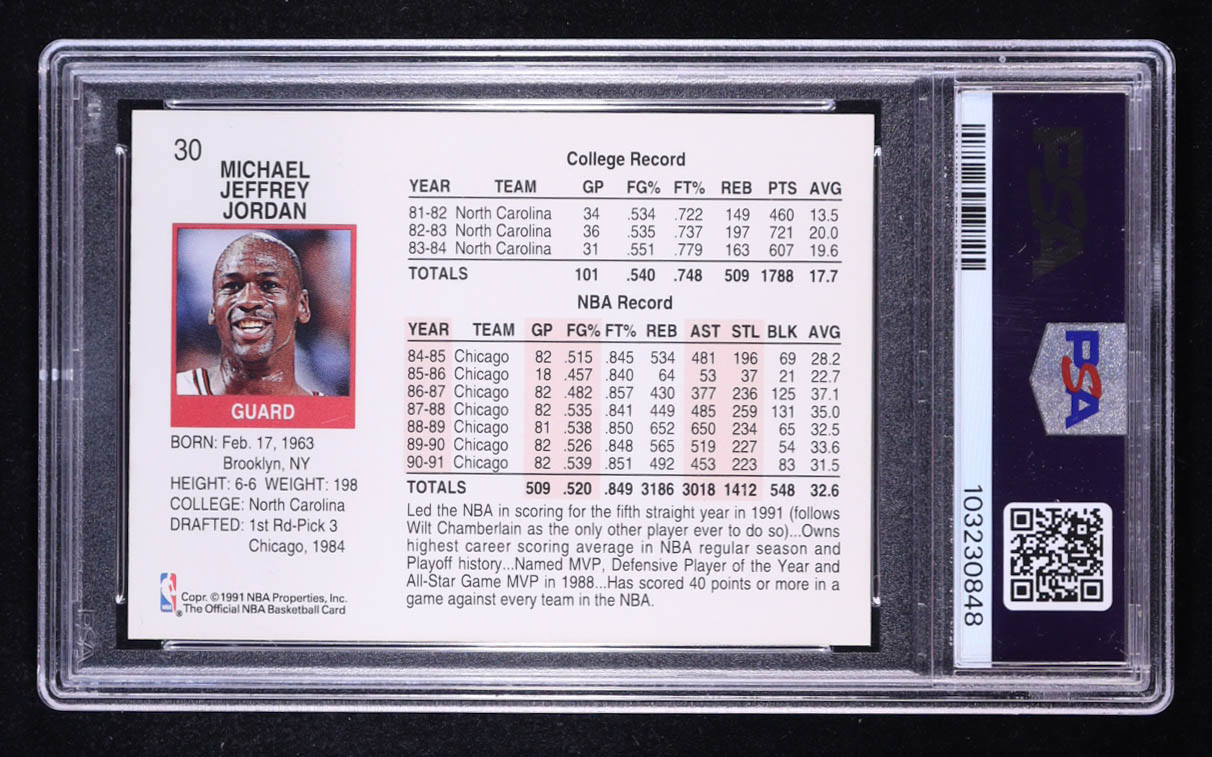 30
MICHAEL
JEFFREY
JORDAN
GUARD
BORN: Feb. 17, 1963
Brooklyn, NY
HEIGHT: 6-6 WEIGHT: 198
COLLEGE: North Carolina
DRAFTED: 1st Rd-Pick 3
Chicago, 1984
Copr. ©1991 NBA Properties, Inc.
The Official NBA Basketball Card
College Record
YEAR TEAM GP FG% FT% REB PTS AVG
81-82 North Carolina 34 .534 .722 149 460 13.5
82-83 North Carolina 36 .535 .737 197 721 20.0
83-84 North Carolina 31 .551 .779 163 607 19.6
TOTALS 101 .540 .748 509 1788 17.7
NBA Record
YEAR TEAM GP FG% FT% REB AST STL BLK AVG
84-85 Chicago 82 .515 .845 534 481 196 69 28.2
85-86 Chicago 18 .457 .840 64 53 37 21 22.7
86-87 Chicago 82 .482 .857 430 377 236 125 37.1
87-88 Chicago 82 .535 .841 449 485 259 131 35.0
88-89 Chicago 81 .538 .850 652 650 234 65 32.5
89-90 Chicago 82 .526 .848 565 519 227 54 33.6
90-91 Chicago 82 .539 .851 492 453 223 83 31.5
TOTALS 509 .520 .849 3186 3018 1412 548 32.6
Led the NBA in scoring for the fifth straight year in 1991 (follows
Wilt Chamberlain as the only other player ever to do so)...Owns
highest career scoring average in NBA regular season and
Playoff history...Named MVP, Defensive Player of the Year and
All-Star Game MVP in 1988...Has scored 40 points or more in a
game against every team in the NBA.
PSA
PSA
103230848
PSA